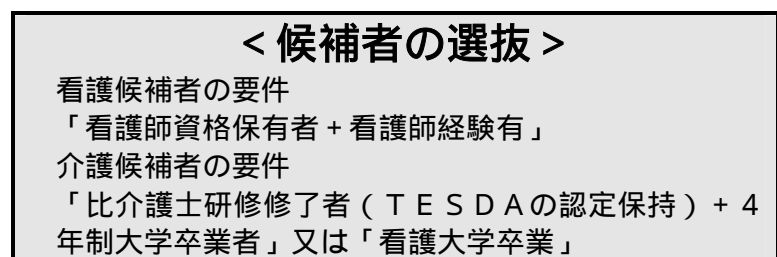 ＜候補者の選抜＞
看護候補者の要件
「看護師資格保有者＋看護師経験有」
介護候補者の要件
「比介護士研修修了者（ＴＥＳＤＡの認定保持）＋４
年制大学卒業者」又は「看護大学卒業」